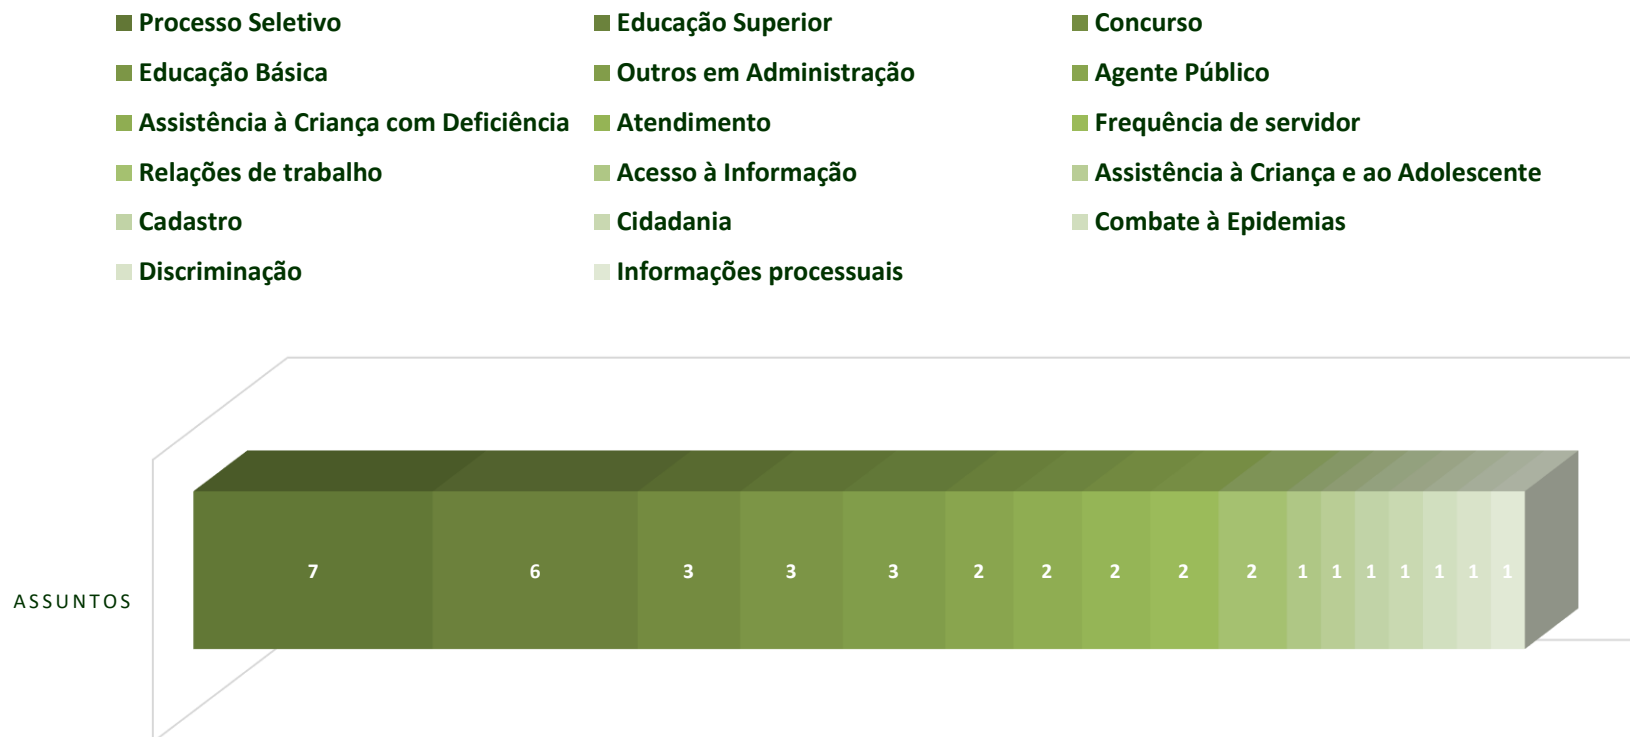 Processo Seletivo Educação Superior Concurso
Educação Básica Outros em Administração Agente Público
Assistência à Criança com Deficiência Atendimento Frequência de servidor
Relações de trabalho Acesso à Informação Assistência à Criança e ao Adolescente
Cadastro Cidadania Combate à Epidemias
Discriminação Informações processuais
7 6 3 3 3 2 2 2 2 2 1 1 1 1 1 1 1
ASSUNTOS